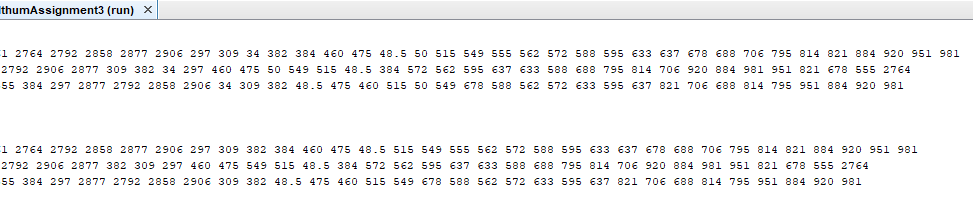 lthumAssignment3 (run) ×
1 2764 2792 2858 2877 2906 297 309 34 382 384 460 475 48.5 50 515 549 555 562 572 588 595 633 637 678 688 706 795 814 821 884 920 951 981
2792 2906 2877 309 382 34 297 460 475 50 549 515 48.5 384 572 562 595 637 633 588 688 795 814 706 920 884 981 951 821 678 555 2764
55 384 297 2877 2792 2858 2906 34 309 382 48.5 475 460 515 50 549 678 588 562 572 633 595 637 821 706 688 814 795 951 884 920 981
1 2764 2792 2858 2877 2906 297 309 382 384 460 475 48.5 515 549 555 562 572 588 595 633 637 678 688 706 795 814 821 884 920 951 981
2792 2906 2877 382 309 297 460 475 549 515 48.5 384 572 562 595 637 633 588 688 795 814 706 920 884 981 951 821 678 555 2764
55 384 297 2877 2792 2858 2906 309 382 48.5 475 460 515 549 678 588 562 572 633 595 637 821 706 688 814 795 951 884 920 981